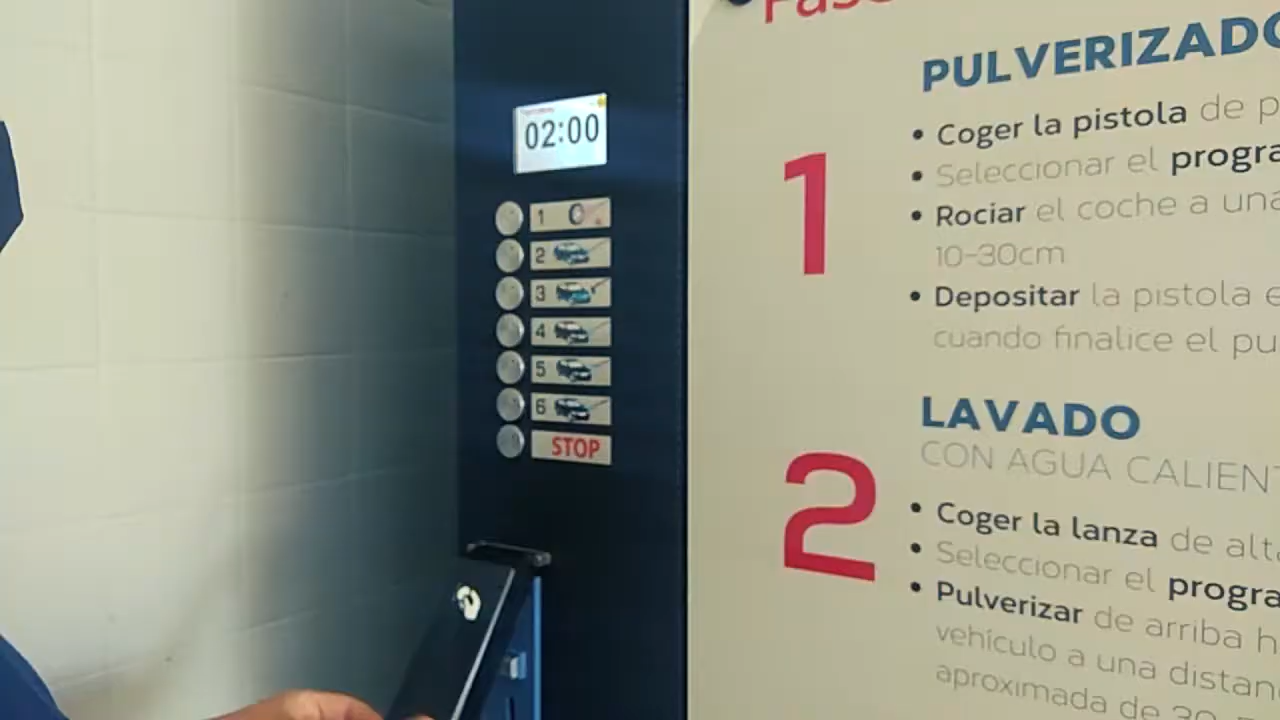 02:00
1
2
3
4
5
6
STOP
1
PULVERIZADO
• Coger la pistola de p
• Seleccionar el progra
• Rociar el coche a una
10-30cm
• Depositar la pistola e
cuando finalice el pu
2
LAVADO
CON AGUA CALIENT
• Coger la lanza de alt
• Seleccionar el progra
• Pulverizar de arriba h
vehículo a una distan
aproximada de 30